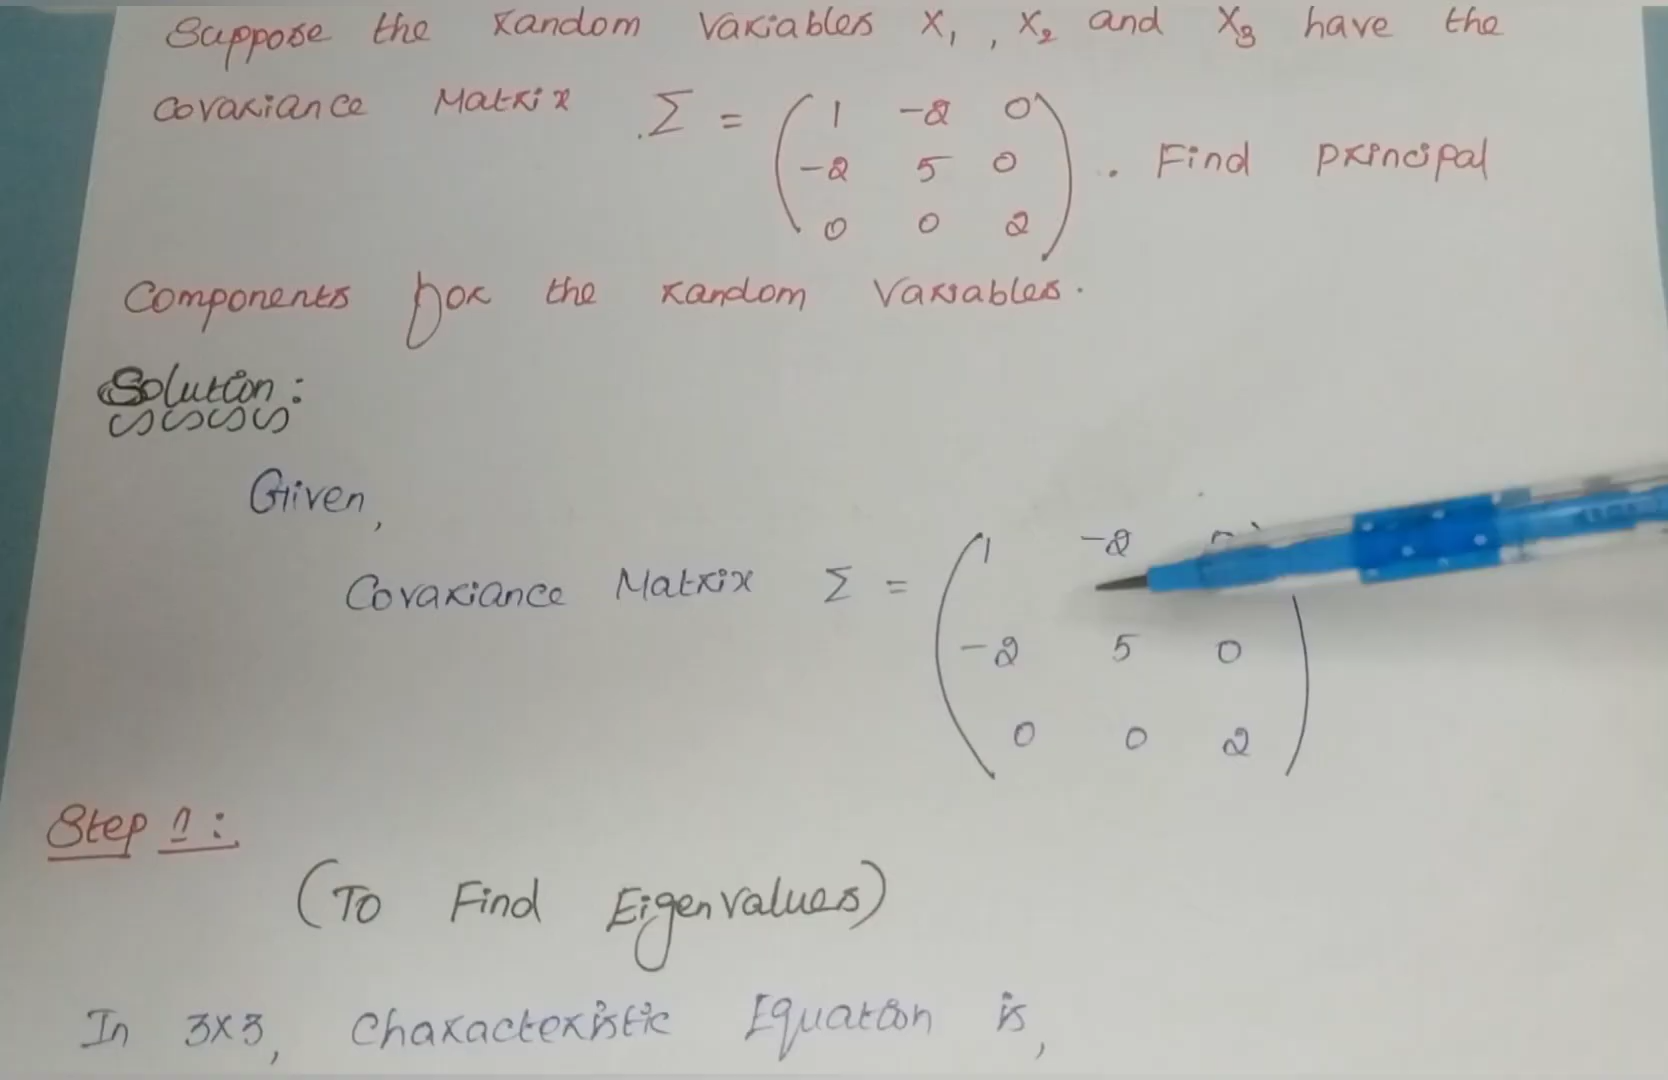 Suppose the random variables X₁, X₂ and X₃ have the
Covariance Matrix Σ = ( 1 -2 0
-2 5 0
0 0 2 ) . Find principal
Components for the random Variables.
Solution:
Given,
Covariance Matrix Σ = ( 1 -2
-2 5 0
0 0 2 )
Step 1:
(To Find Eigen values)
In 3x3, Characteristic Equation is,